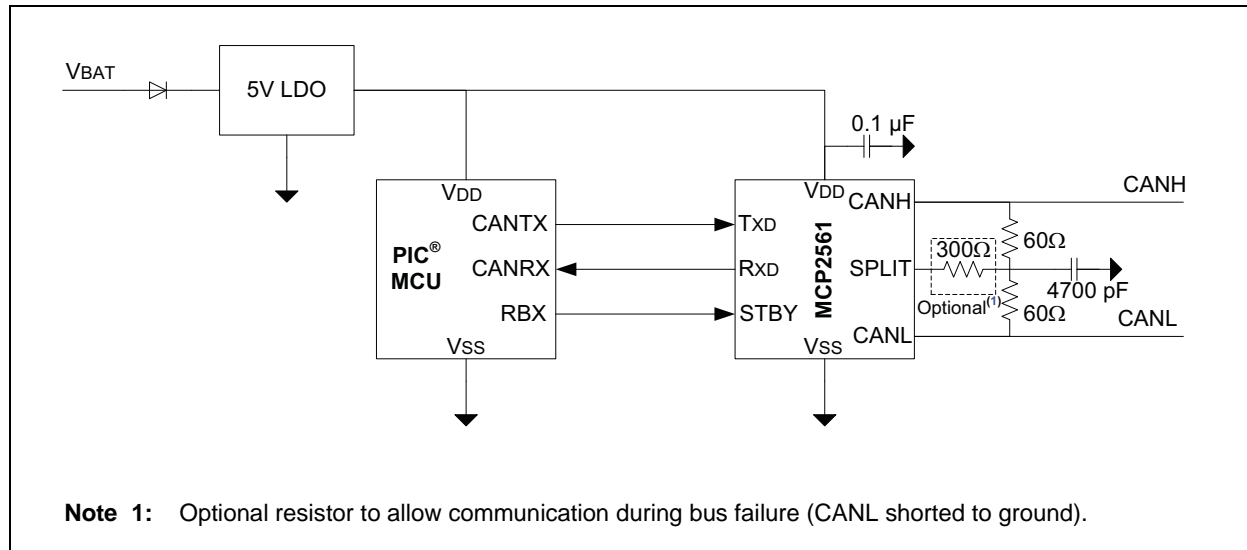 VBAT
5V LDO
0.1 µF
VDD
CANTX
CANRX
RBX
PIC®
MCU
VSS
VDD
TXD
RXD
STBY
MCP2561
CANH
SPLIT
CANL
VSS
300Ω
Optional(1)
60Ω
60Ω
4700 pF
CANH
CANL
Note 1: Optional resistor to allow communication during bus failure (CANL shorted to ground).